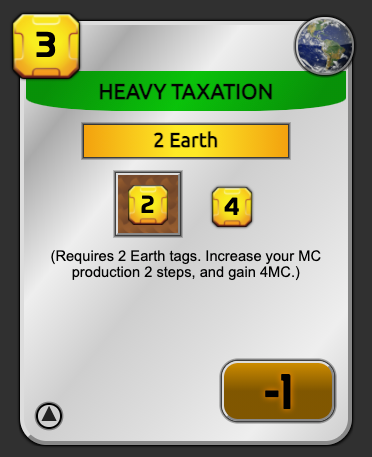 3
HEAVY TAXATION
2 Earth
2 4
(Requires 2 Earth tags. Increase your MC
production 2 steps, and gain 4MC.)
-1